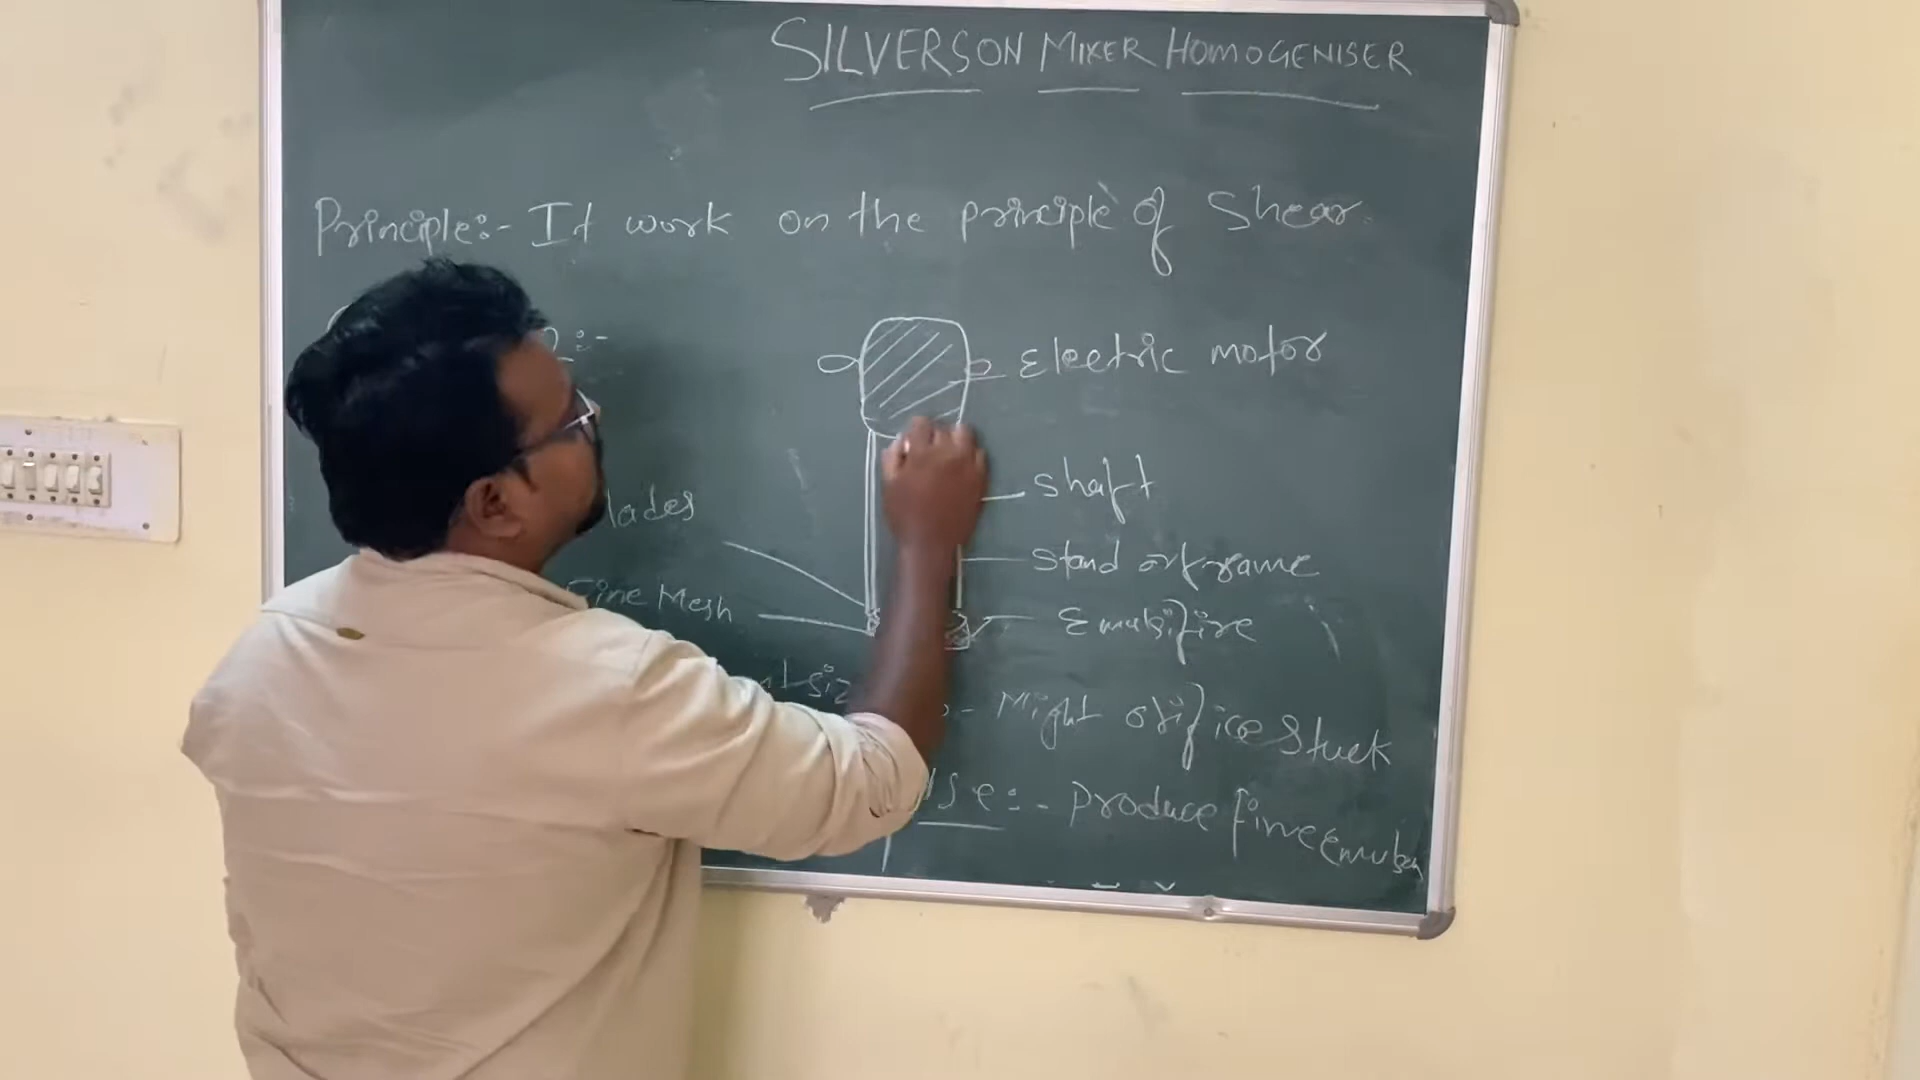 SILVERSON MIXER HOMOGENISER
Principle:- It work on the principle of Shear.
Electric motor
Shaft
lades
Stand or frame
Fine Mesh
Emulsifire
Might orifice Stuck
Use:- Produce fine